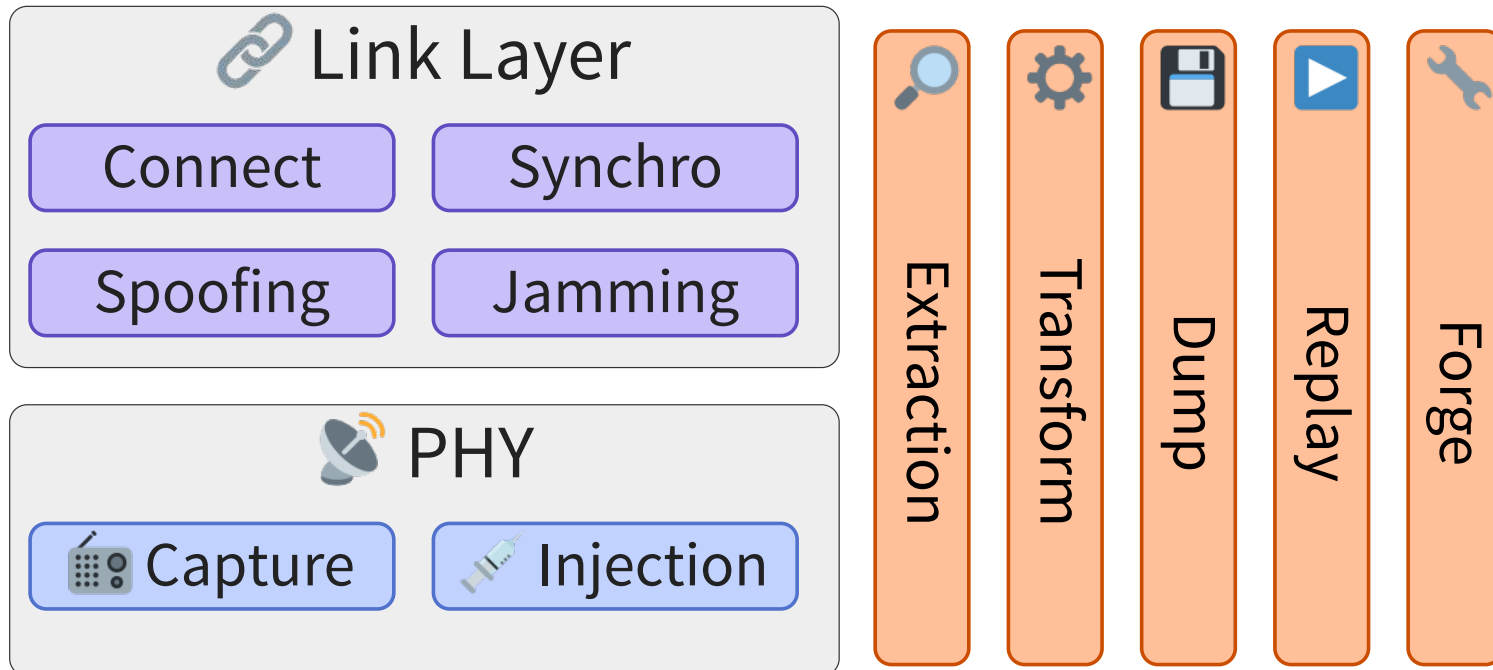 Link Layer
Connect
Synchro
Spoofing
Jamming
PHY
Capture
Injection
Extraction
Transform
Dump
Replay
Forge